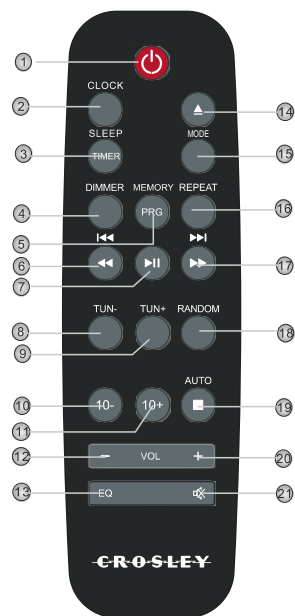 1
CLOCK
2
14
SLEEP
MODE
3
TIMER
15
DIMMER MEMORY REPEAT
4
PRG
16
5
6
17
7
TUN- TUN+ RANDOM
8
18
9
AUTO
10
10-
10+
19
11
12
- VOL +
20
13
EQ
21
CROSLEY